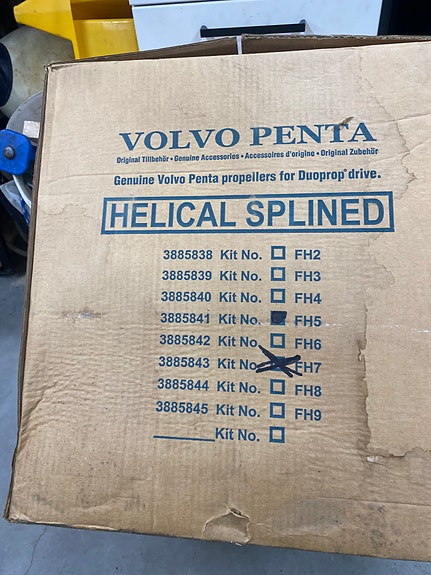 VOLVO PENTA
Original Tillbehör • Genuine Accessories • Accessoires d'origine • Original Zubehör
Genuine Volvo Penta propellers for Duoprop® drive.
HELICAL SPLINED
3885838 Kit No. FH2
3885839 Kit No. FH3
3885840 Kit No. FH4
3885841 Kit No. FH5
3885842 Kit No. FH6
3885843 Kit No. FH7
3885844 Kit No. FH8
3885845 Kit No. FH9
______Kit No.